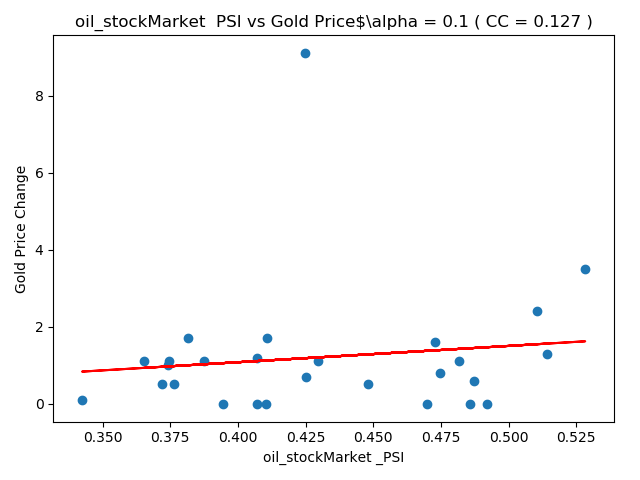 oil_stockMarket  PSI vs Gold Price$\alpha = 0.1 ( CC = 0.127 )
Gold Price Change
8
6
4
2
0
0.350 0.375 0.400 0.425 0.450 0.475 0.500 0.525
oil_stockMarket _PSI